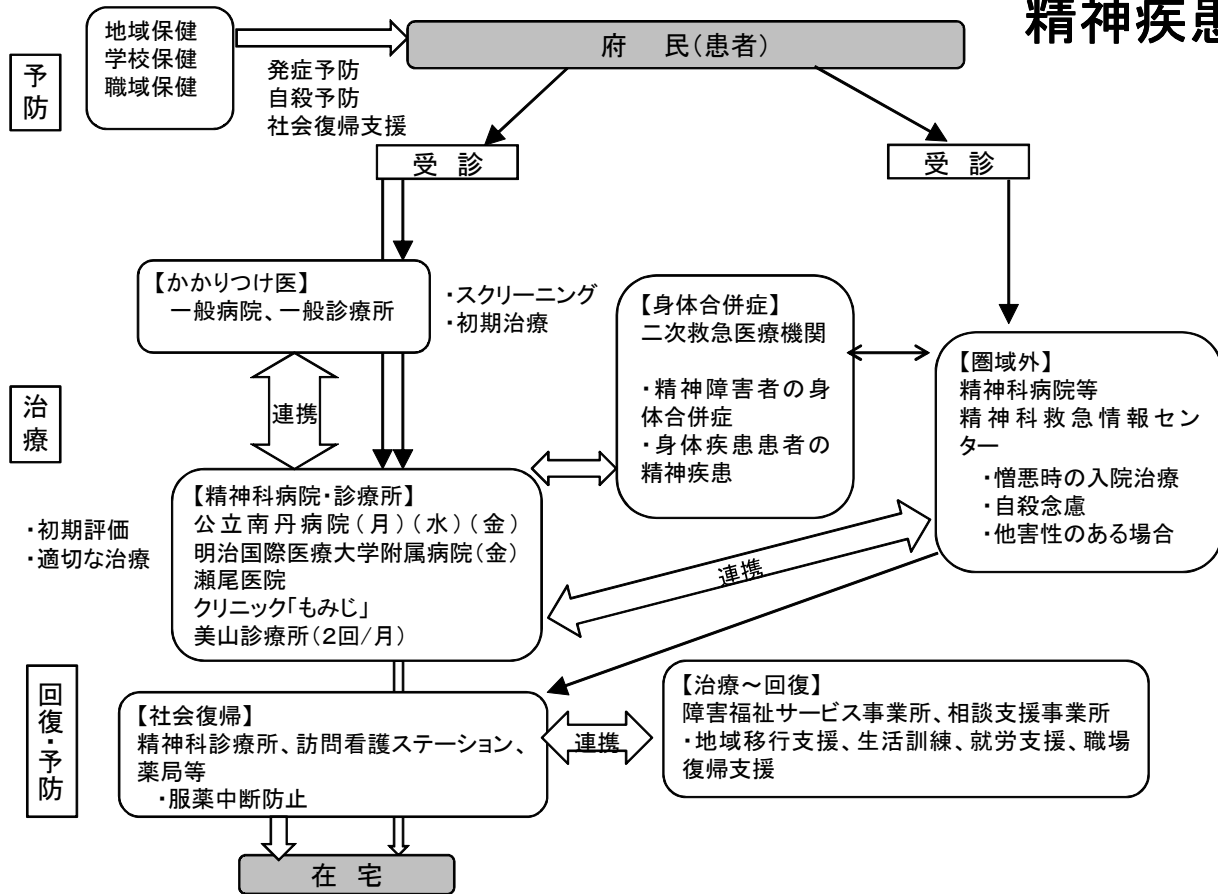 精神疾患
地域保健
学校保健
職域保健
府　民(患者)
予
防
発症予防
自殺予防
社会復帰支援
受 診
受 診
【かかりつけ医】
一般病院、一般診療所
・スクリーニング
・初期治療
【身体合併症】
二次救急医療機関
・精神障害者の身
体合併症
・身体疾患患者の
精神疾患
【圏域外】
精神科病院等
精神科救急情報セン
ター
・憎悪時の入院治療
・自殺念慮
・他害性のある場合
治
療
連携
・初期評価
・適切な治療
【精神科病院・診療所】
公立南丹病院(月)(水)(金)
明治国際医療大学附属病院(金)
瀬尾医院
クリニック「もみじ」
美山診療所(2回/月)
連携
回
復
・
予
防
【社会復帰】
精神科診療所、訪問看護ステーション、
薬局等
・服薬中断防止
連携
【治療～回復】
障害福祉サービス事業所、相談支援事業所
・地域移行支援、生活訓練、就労支援、職場
復帰支援
在 宅